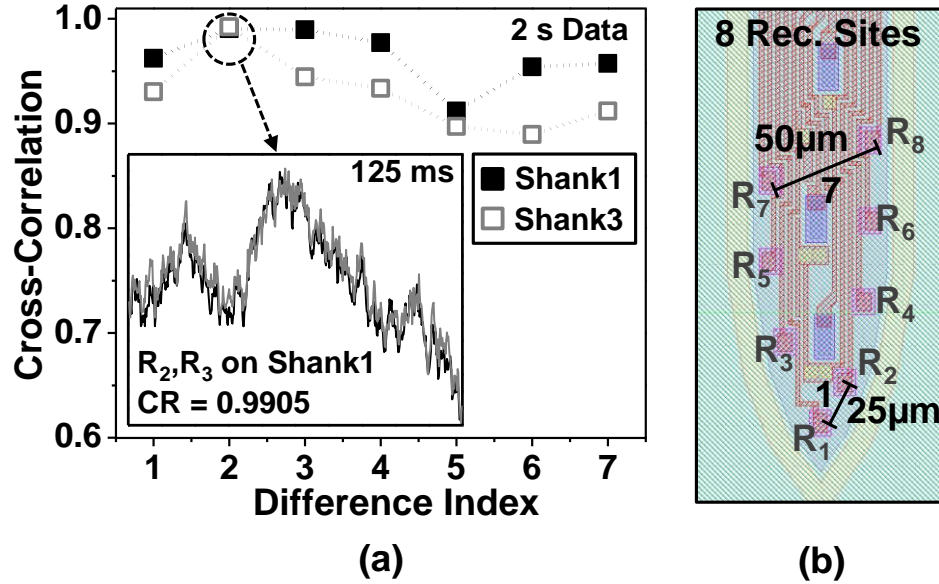 1.0
0.9
0.8
0.7
0.6
Cross-Correlation
2 s Data
125 ms
Shank1
Shank3
R2,R3 on Shank1
CR = 0.9905
1 2 3 4 5 6 7
Difference Index
(a)
8 Rec. Sites
50μm
R8
7
R7
R6
R5
R4
R3
R2
1
25μm
R1
(b)